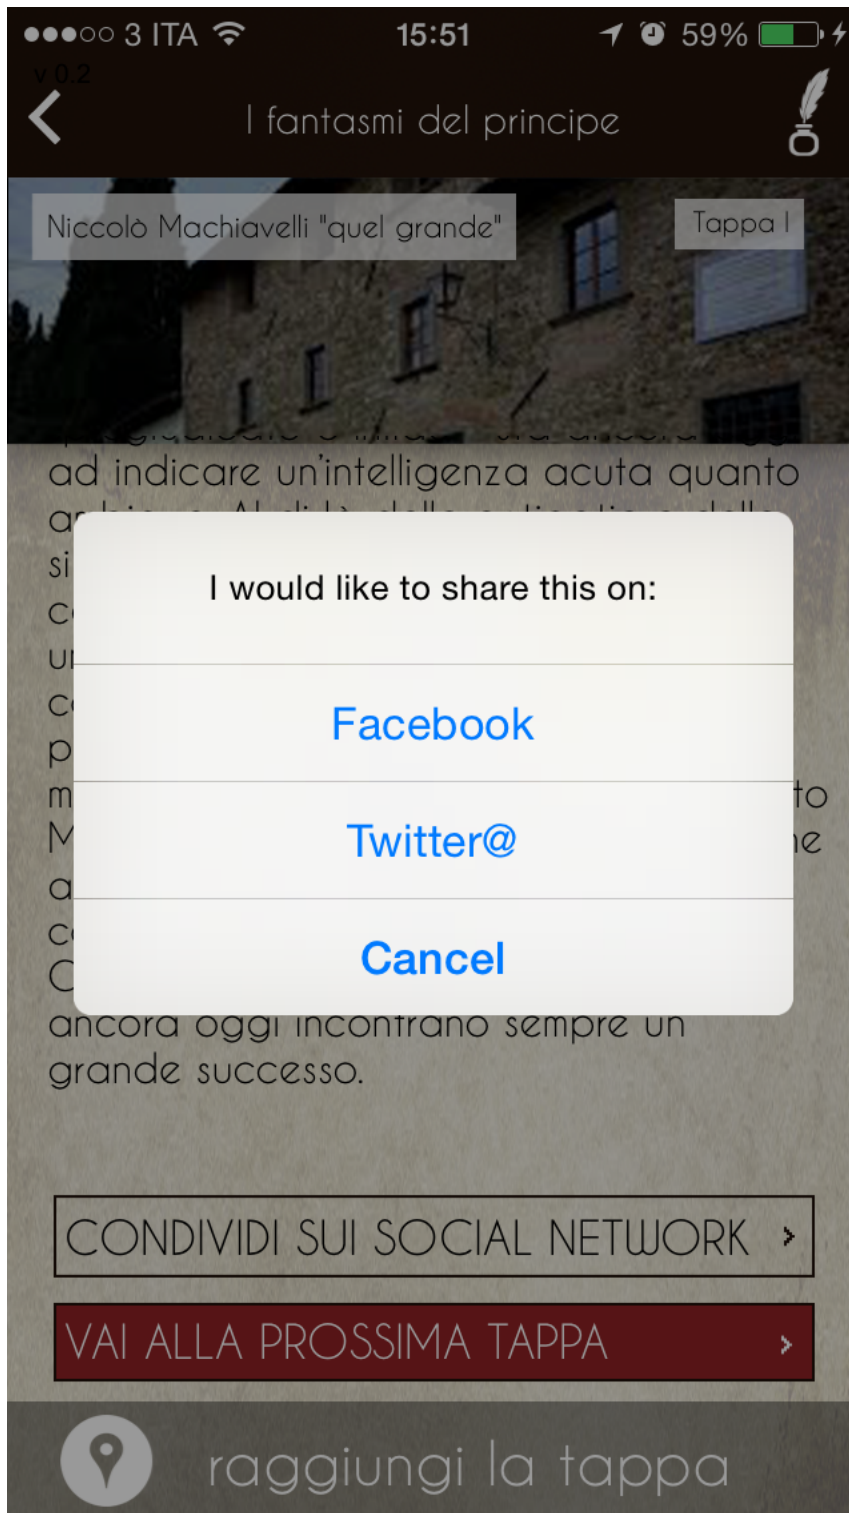 3 ITA 15:51 59%
v 0.2
I fantasmi del principe
Niccolò Machiavelli "quel grande" Tappa I
ad indicare un'intelligenza acuta quanto
si
I would like to share this on:
Facebook
Twitter@
Cancel
ancora oggi incontrano sempre un
grande successo.
CONDIVIDI SUI SOCIAL NETWORK >
VAI ALLA PROSSIMA TAPPA >
raggiungi la tappa